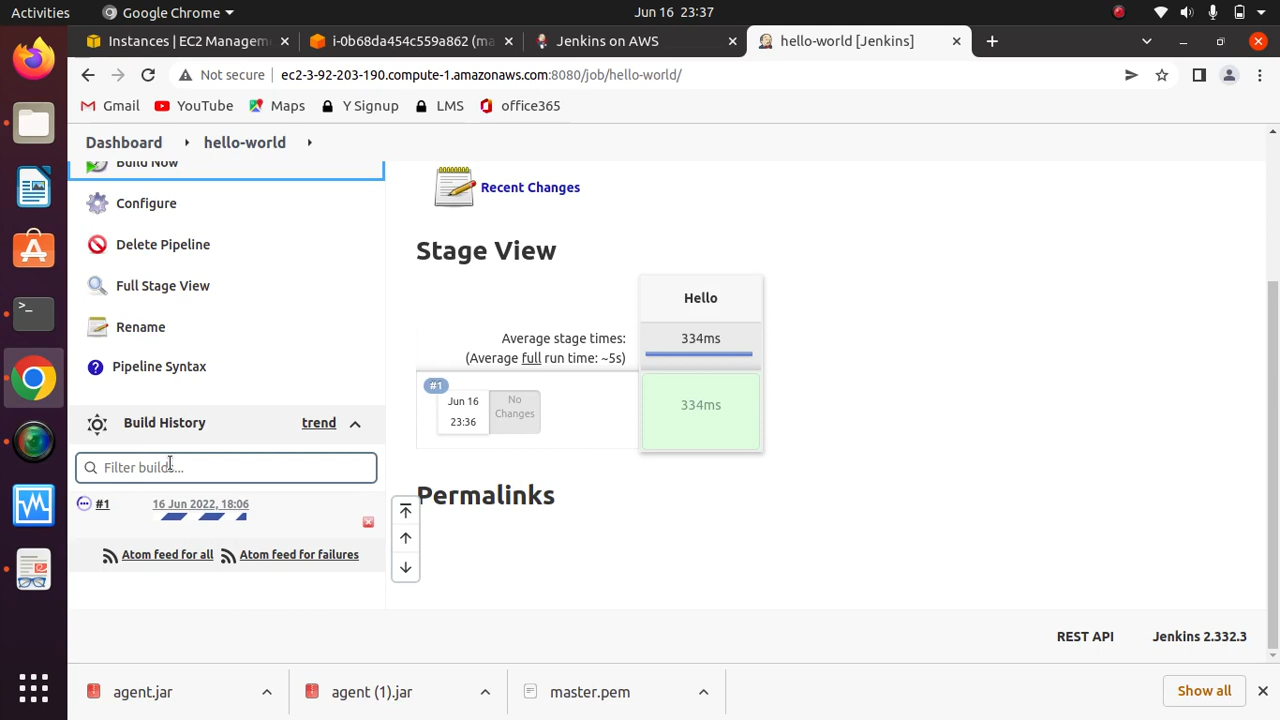 Activities
Google Chrome
Jun 16 23:37
Instances | EC2 Managem
i-0b68da454c559a862 (ma
Jenkins on AWS
hello-world [Jenkins]
Not secure
ec2-3-92-203-190.compute-1.amazonaws.com:8080/job/hello-world/
Gmail
YouTube
Maps
Y Signup
LMS
office365
Dashboard
hello-world
Build Now
Configure
Delete Pipeline
Full Stage View
Rename
Pipeline Syntax
Build History
trend
Filter builds...
#1
16 Jun 2022, 18:06
Atom feed for all
Atom feed for failures
Recent Changes
Stage View
Hello
Average stage times:
(Average full run time: ~5s)
334ms
#1
Jun 16
23:36
No
Changes
334ms
Permalinks
REST API
Jenkins 2.332.3
agent.jar
agent (1).jar
master.pem
Show all